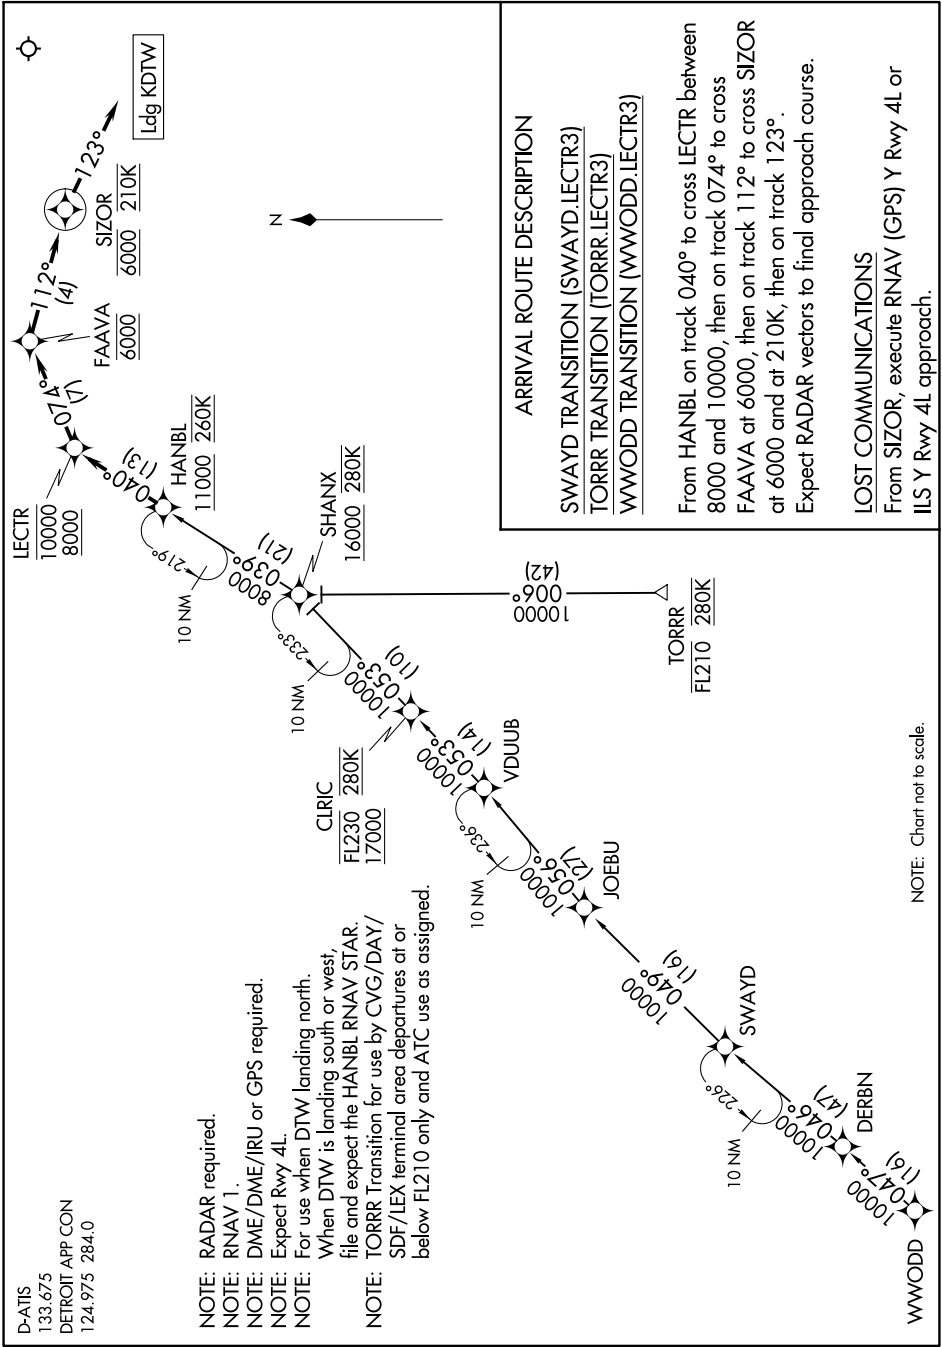 D-ATIS
133.675
DETROIT APP CON
124.975 284.0
NOTE: RADAR required.
NOTE: RNAV 1.
NOTE: DME/DME/IRU or GPS required.
NOTE: Expect Rwy 4L.
NOTE: For use when DTW landing north.
When DTW is landing south or west,
file and expect the HANBL RNAV STAR.
NOTE: TORRR Transition for use by CVG/DAY/
SDF/LEX terminal area departures at or
below FL210 only and ATC use as assigned.
WWODD
10000
047°
(16)
DERBN
10000
046°
(47)
10 NM
226°
SWAYD
10000
049°
(16)
JOEBU
10000
056°
(27)
10 NM
236°
VDUUB
10000
053°
(14)
CLRIC
FL230 280K
17000
10000
053°
(10)
10 NM
233°
SHANX
16000 280K
TORRR
FL210 280K
10000
006°
(42)
8000
039°
(21)
10 NM
219°
HANBL
11000 260K
040°
(13)
LECTR
10000
8000
074°
(7)
FAAVA
6000
112°
(4)
SIZOR
6000 210K
123°
Ldg KDTW
N
NOTE: Chart not to scale.
ARRIVAL ROUTE DESCRIPTION
SWAYD TRANSITION (SWAYD.LECTR3)
TORRR TRANSITION (TORRR.LECTR3)
WWODD TRANSITION (WWODD.LECTR3)
From HANBL on track 040° to cross LECTR between
8000 and 10000, then on track 074° to cross
FAAVA at 6000, then on track 112° to cross SIZOR
at 6000 and at 210K, then on track 123°.
Expect RADAR vectors to final approach course.
LOST COMMUNICATIONS
From SIZOR, execute RNAV (GPS) Y Rwy 4L or
ILS Y Rwy 4L approach.